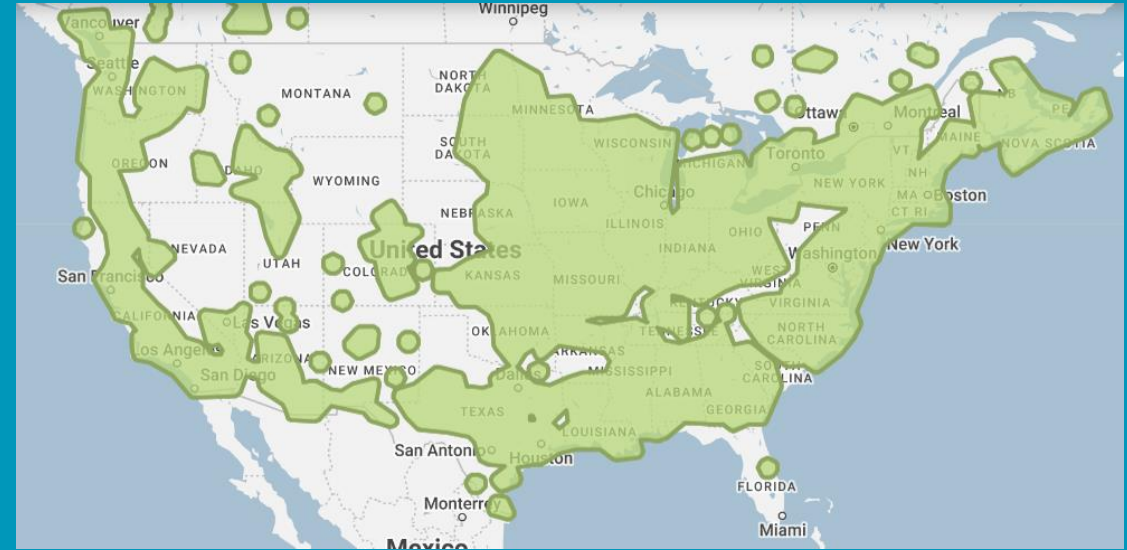 Winnipeg
Vancouver
Seattle
WASHINGTON
MONTANA
NORTH
DAKOTA
MINNESOTA
Ottawa
Montreal
NB
PE
MAINE
NOVA SCOTIA
OREGON
IDAHO
SOUTH
DAKOTA
WISCONSIN
MICHIGAN
Toronto
VT
NH
WYOMING
NEW YORK
MA
Boston
CT RI
Chicago
IOWA
NEBRASKA
ILLINOIS
INDIANA
OHIO
PENN
New York
NEVADA
UTAH
United States
COLORADO
KANSAS
MISSOURI
WEST
VIRGINIA
Washington
San Francisco
KENTUCKY
VIRGINIA
CALIFORNIA
Las Vegas
OKLAHOMA
TENNESSEE
NORTH
CAROLINA
Los Angeles
ARIZONA
NEW MEXICO
ARKANSAS
San Diego
Dallas
MISSISSIPPI
SOUTH
CAROLINA
ALABAMA
TEXAS
GEORGIA
LOUISIANA
San Antonio
Houston
FLORIDA
Monterrey
Miami
Mexico